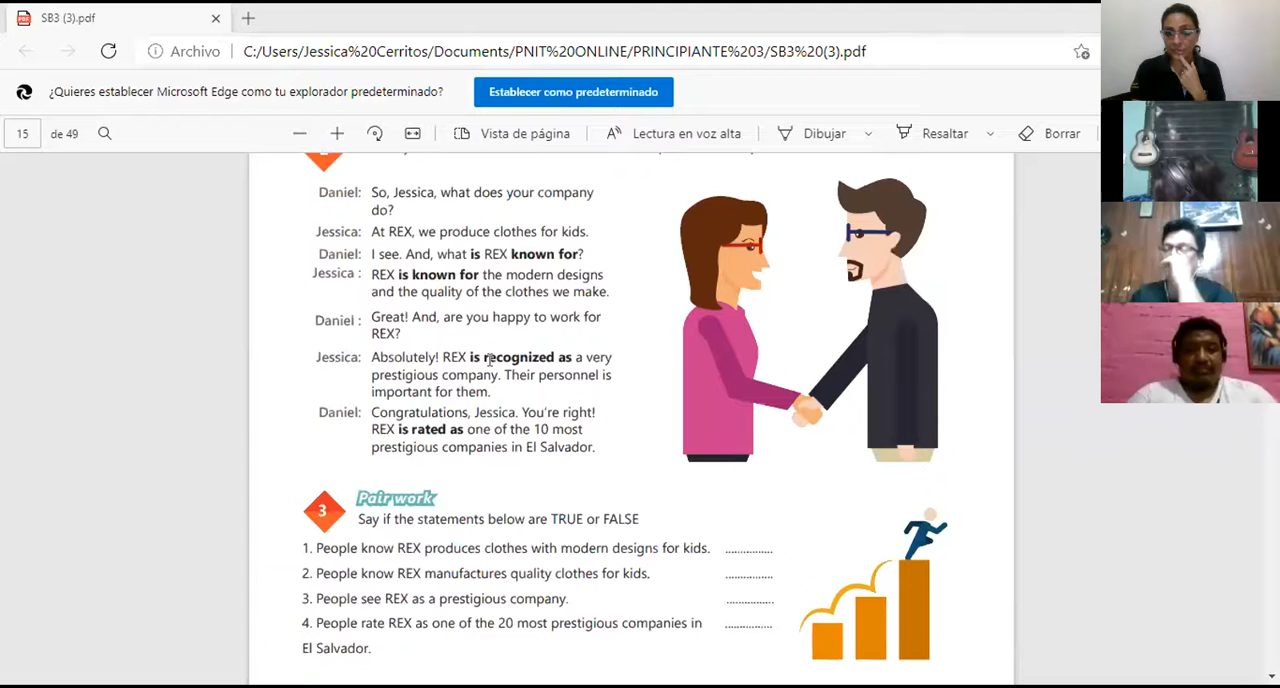 SB3 (3).pdf
Archivo
C:/Users/Jessica%20Cerritos/Documents/PNIT%20ONLINE/PRINCIPIANTE%203/SB3%20(3).pdf
¿Quieres establecer Microsoft Edge como tu explorador predeterminado?
Establecer como predeterminado
15 de 49
Vista de página
Lectura en voz alta
Dibujar
Resaltar
Borrar
Daniel: So, Jessica, what does your company
do?
Jessica: At REX, we produce clothes for kids.
Daniel: I see. And, what is REX known for?
Jessica : REX is known for the modern designs
and the quality of the clothes we make.
Daniel : Great! And, are you happy to work for
REX?
Jessica: Absolutely! REX is recognized as a very
prestigious company. Their personnel is
important for them.
Daniel: Congratulations, Jessica. You're right!
REX is rated as one of the 10 most
prestigious companies in El Salvador.
3
Pair work
Say if the statements below are TRUE or FALSE
1. People know REX produces clothes with modern designs for kids. ...............
2. People know REX manufactures quality clothes for kids. ...............
3. People see REX as a prestigious company. ...............
4. People rate REX as one of the 20 most prestigious companies in ...............
El Salvador.